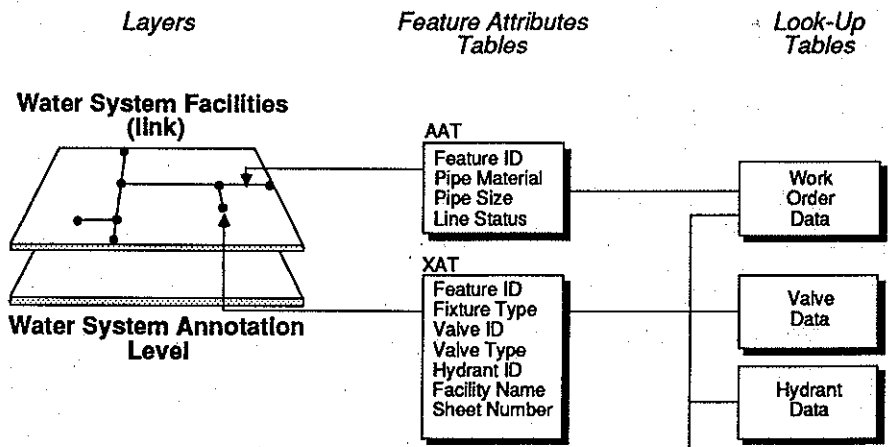 Layers
Feature Attributes
Tables
Look-Up
Tables
Water System Facilities
(link)
Water System Annotation
Level
AAT
Feature ID
Pipe Material
Pipe Size
Line Status
XAT
Feature ID
Fixture Type
Valve ID
Valve Type
Hydrant ID
Facility Name
Sheet Number
Work
Order
Data
Valve
Data
Hydrant
Data